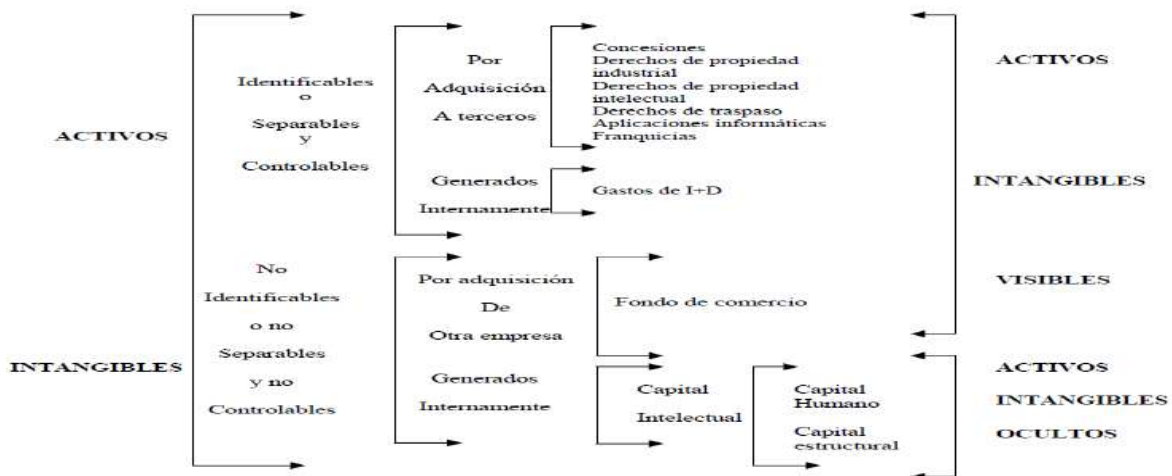 ACTIVOS
INTANGIBLES
Identificables
o
Separables
y
Controlables
No
Identificables
o no
Separables
y no
Controlables
Por
Adquisición
A terceros
Generados
Internamente
Por adquisición
De
Otra empresa
Generados
Internamente
Concesiones
Derechos de propiedad
industrial
Derechos de propiedad
intelectual
Derechos de traspaso
Aplicaciones informáticas
Franquicias
Gastos de I+D
Fondo de comercio
Capital
Intelectual
Capital
Humano
Capital
estructural
ACTIVOS
INTANGIBLES
VISIBLES
ACTIVOS
INTANGIBLES
OCULTOS